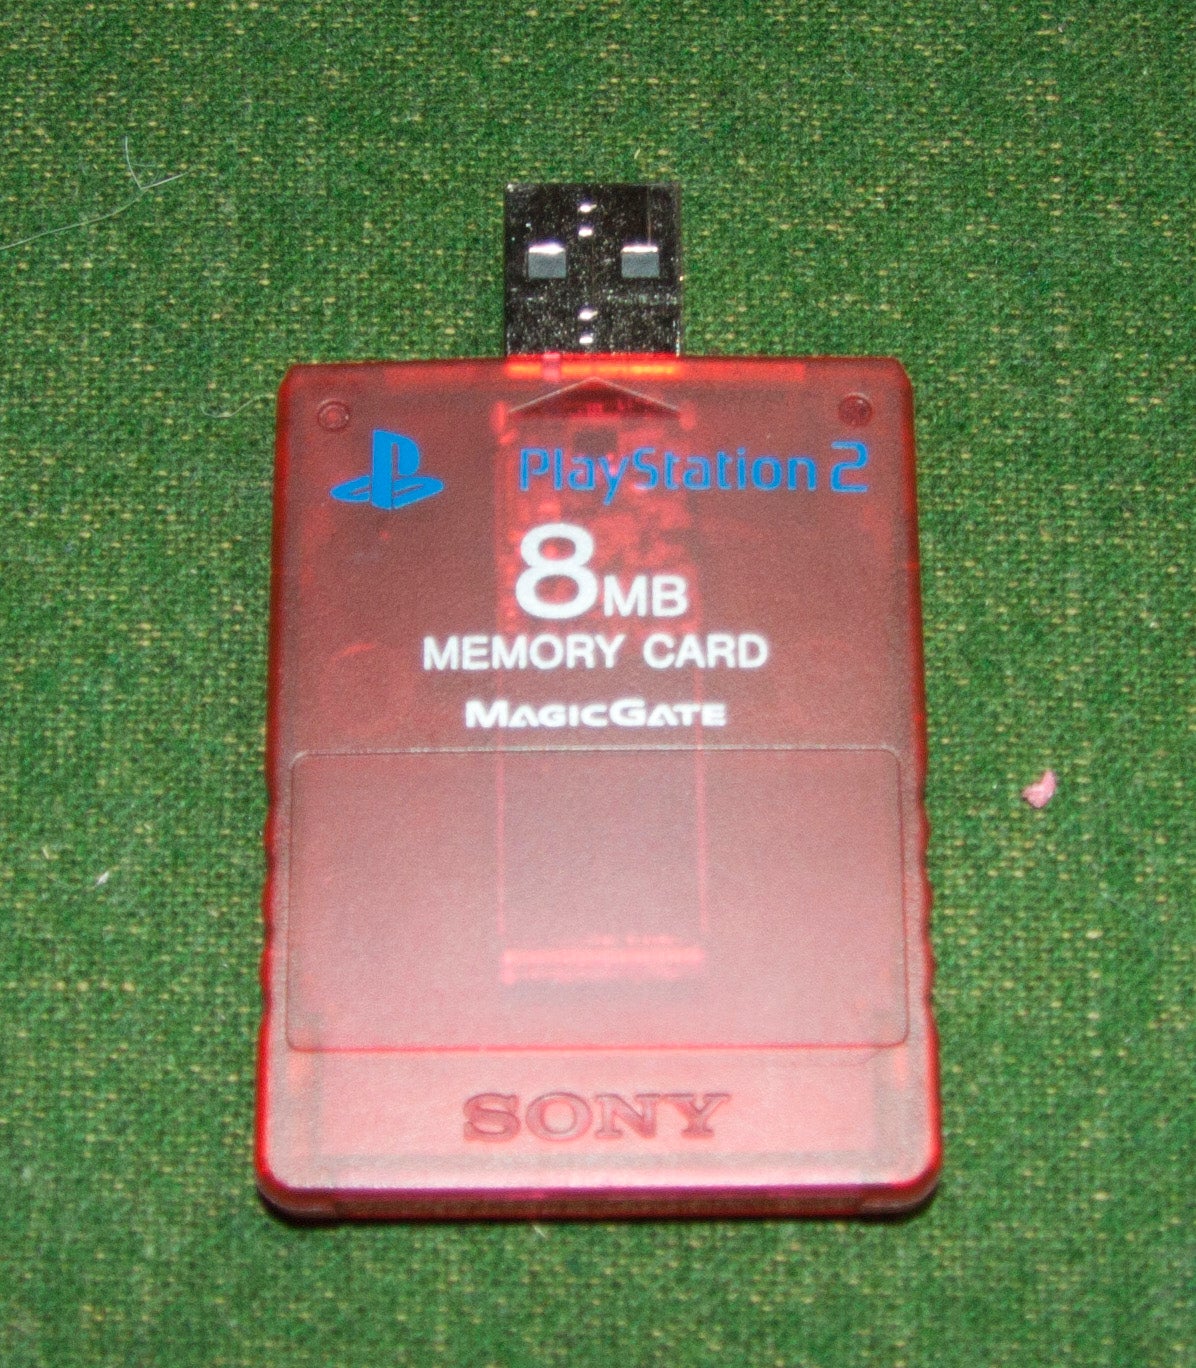 PlayStation 2
8MB
MEMORY CARD
MAGICGATE
SONY